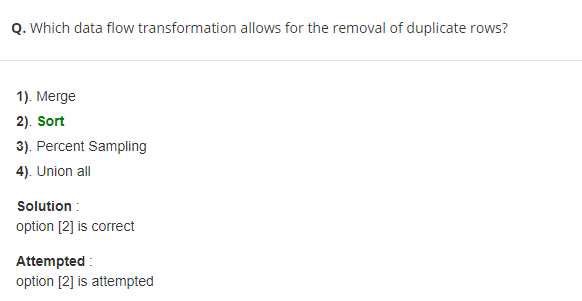 Q. Which data flow transformation allows for the removal of duplicate rows?
1). Merge
2). Sort
3). Percent Sampling
4). Union all
Solution :
option [2] is correct
Attempted :
option [2] is attempted